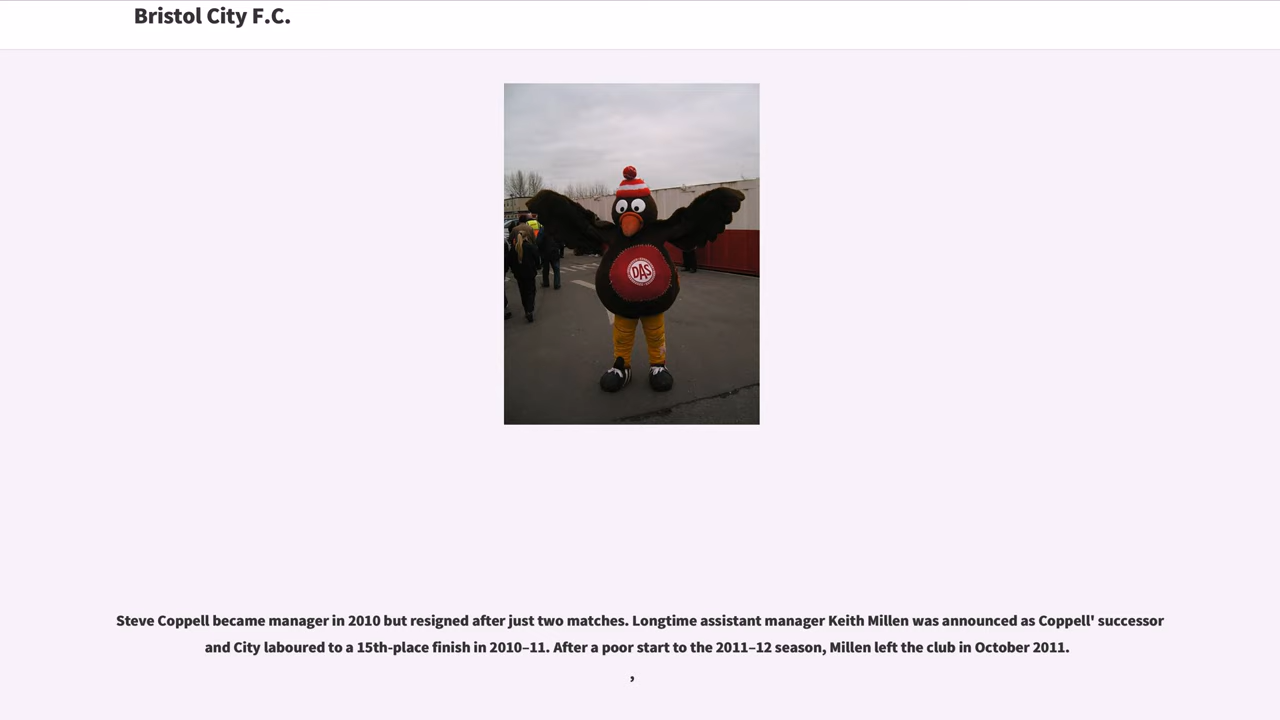 Bristol City F.C.
DAS
Steve Coppell became manager in 2010 but resigned after just two matches. Longtime assistant manager Keith Millen was announced as Coppell' successor
and City laboured to a 15th-place finish in 2010–11. After a poor start to the 2011–12 season, Millen left the club in October 2011.
,